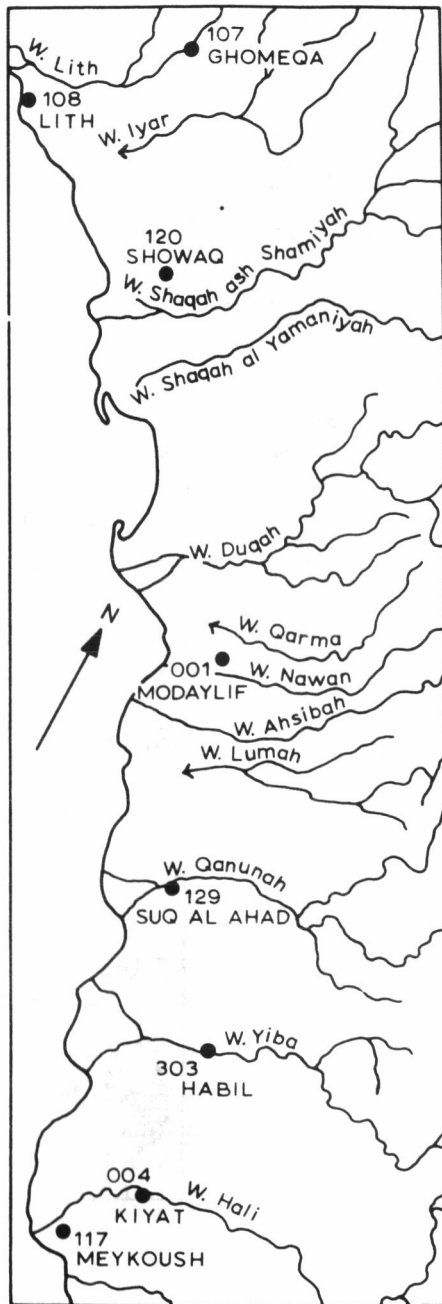 W. Lith
107
GHOMEQA
108
LITH
W. Iyar
120
SHOWAQ
W. Shaqah ash Shamiyah
W. Shaqah al Yamaniyah
W. Duqah
N
W. Qarma
001
MODAYLIF
W. Nawan
W. Ahsibah
W. Lumah
W. Qanunah
129
SUQ AL AHAD
W. Yiba
303
HABIL
004
KIYAT
W. Hali
117
MEYKOUSH